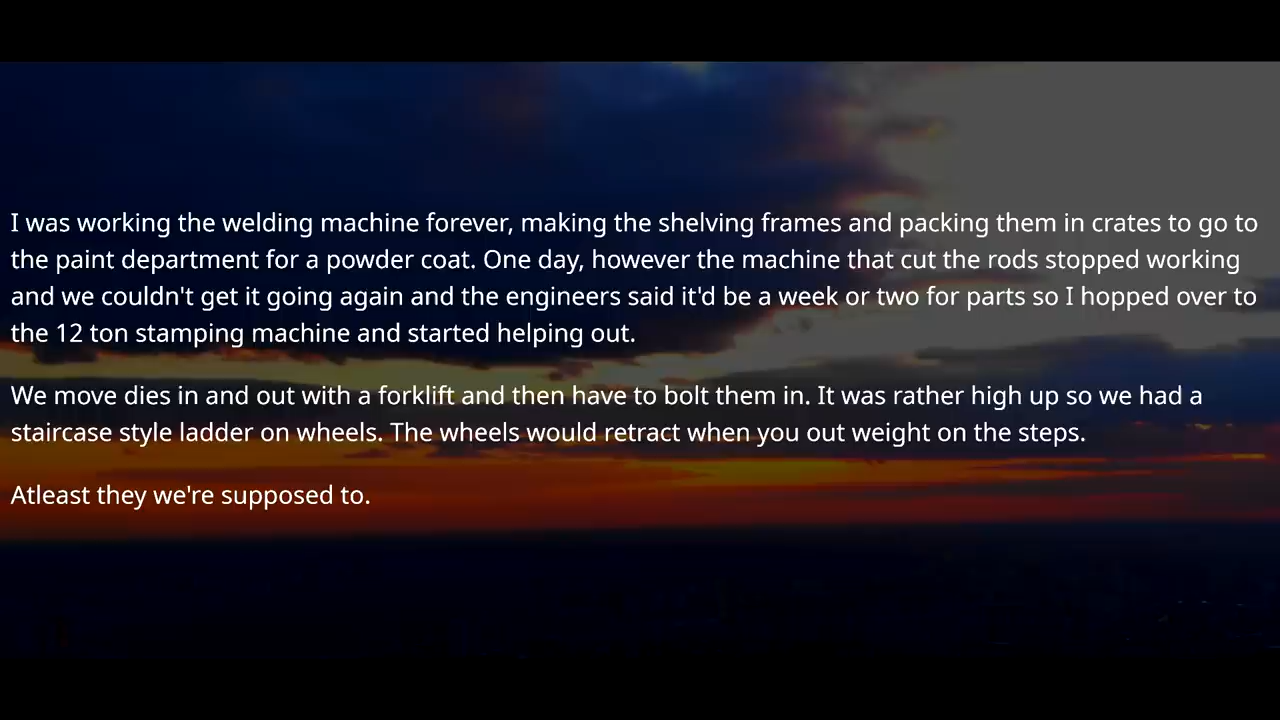 I was working the welding machine forever, making the shelving frames and packing them in crates to go to
the paint department for a powder coat. One day, however the machine that cut the rods stopped working
and we couldn't get it going again and the engineers said it'd be a week or two for parts so I hopped over to
the 12 ton stamping machine and started helping out.
We move dies in and out with a forklift and then have to bolt them in. It was rather high up so we had a
staircase style ladder on wheels. The wheels would retract when you out weight on the steps.
Atleast they we're supposed to.